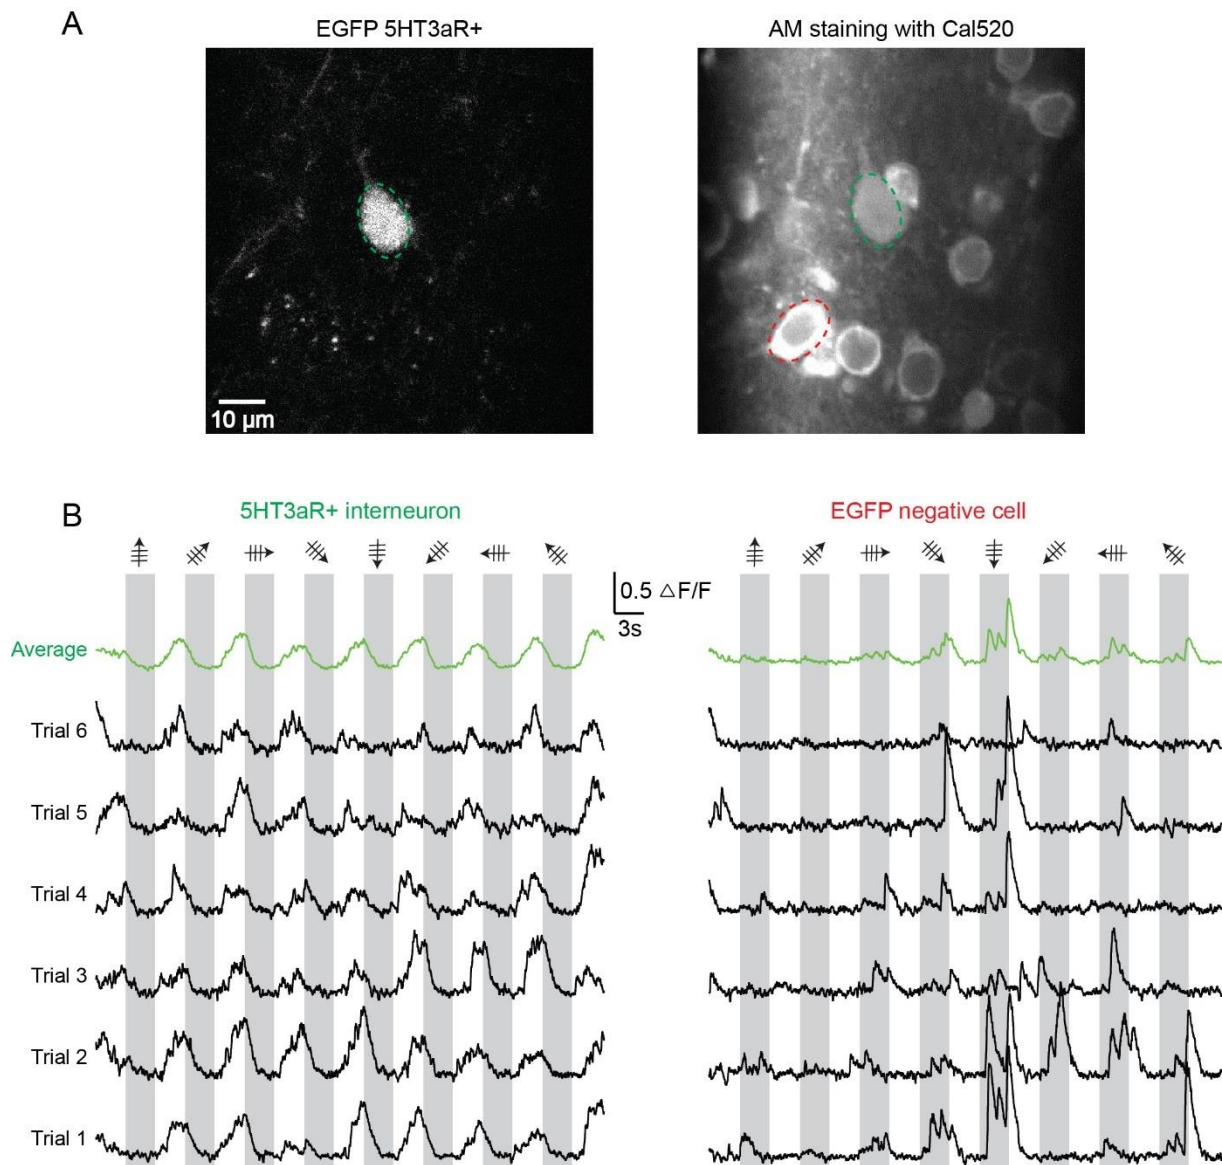 A
EGFP 5HT3aR+
AM staining with Cal520
10 µm
B
5HT3aR+ interneuron
EGFP negative cell
0.5 △F/F
3s
Average
Trial 6
Trial 5
Trial 4
Trial 3
Trial 2
Trial 1